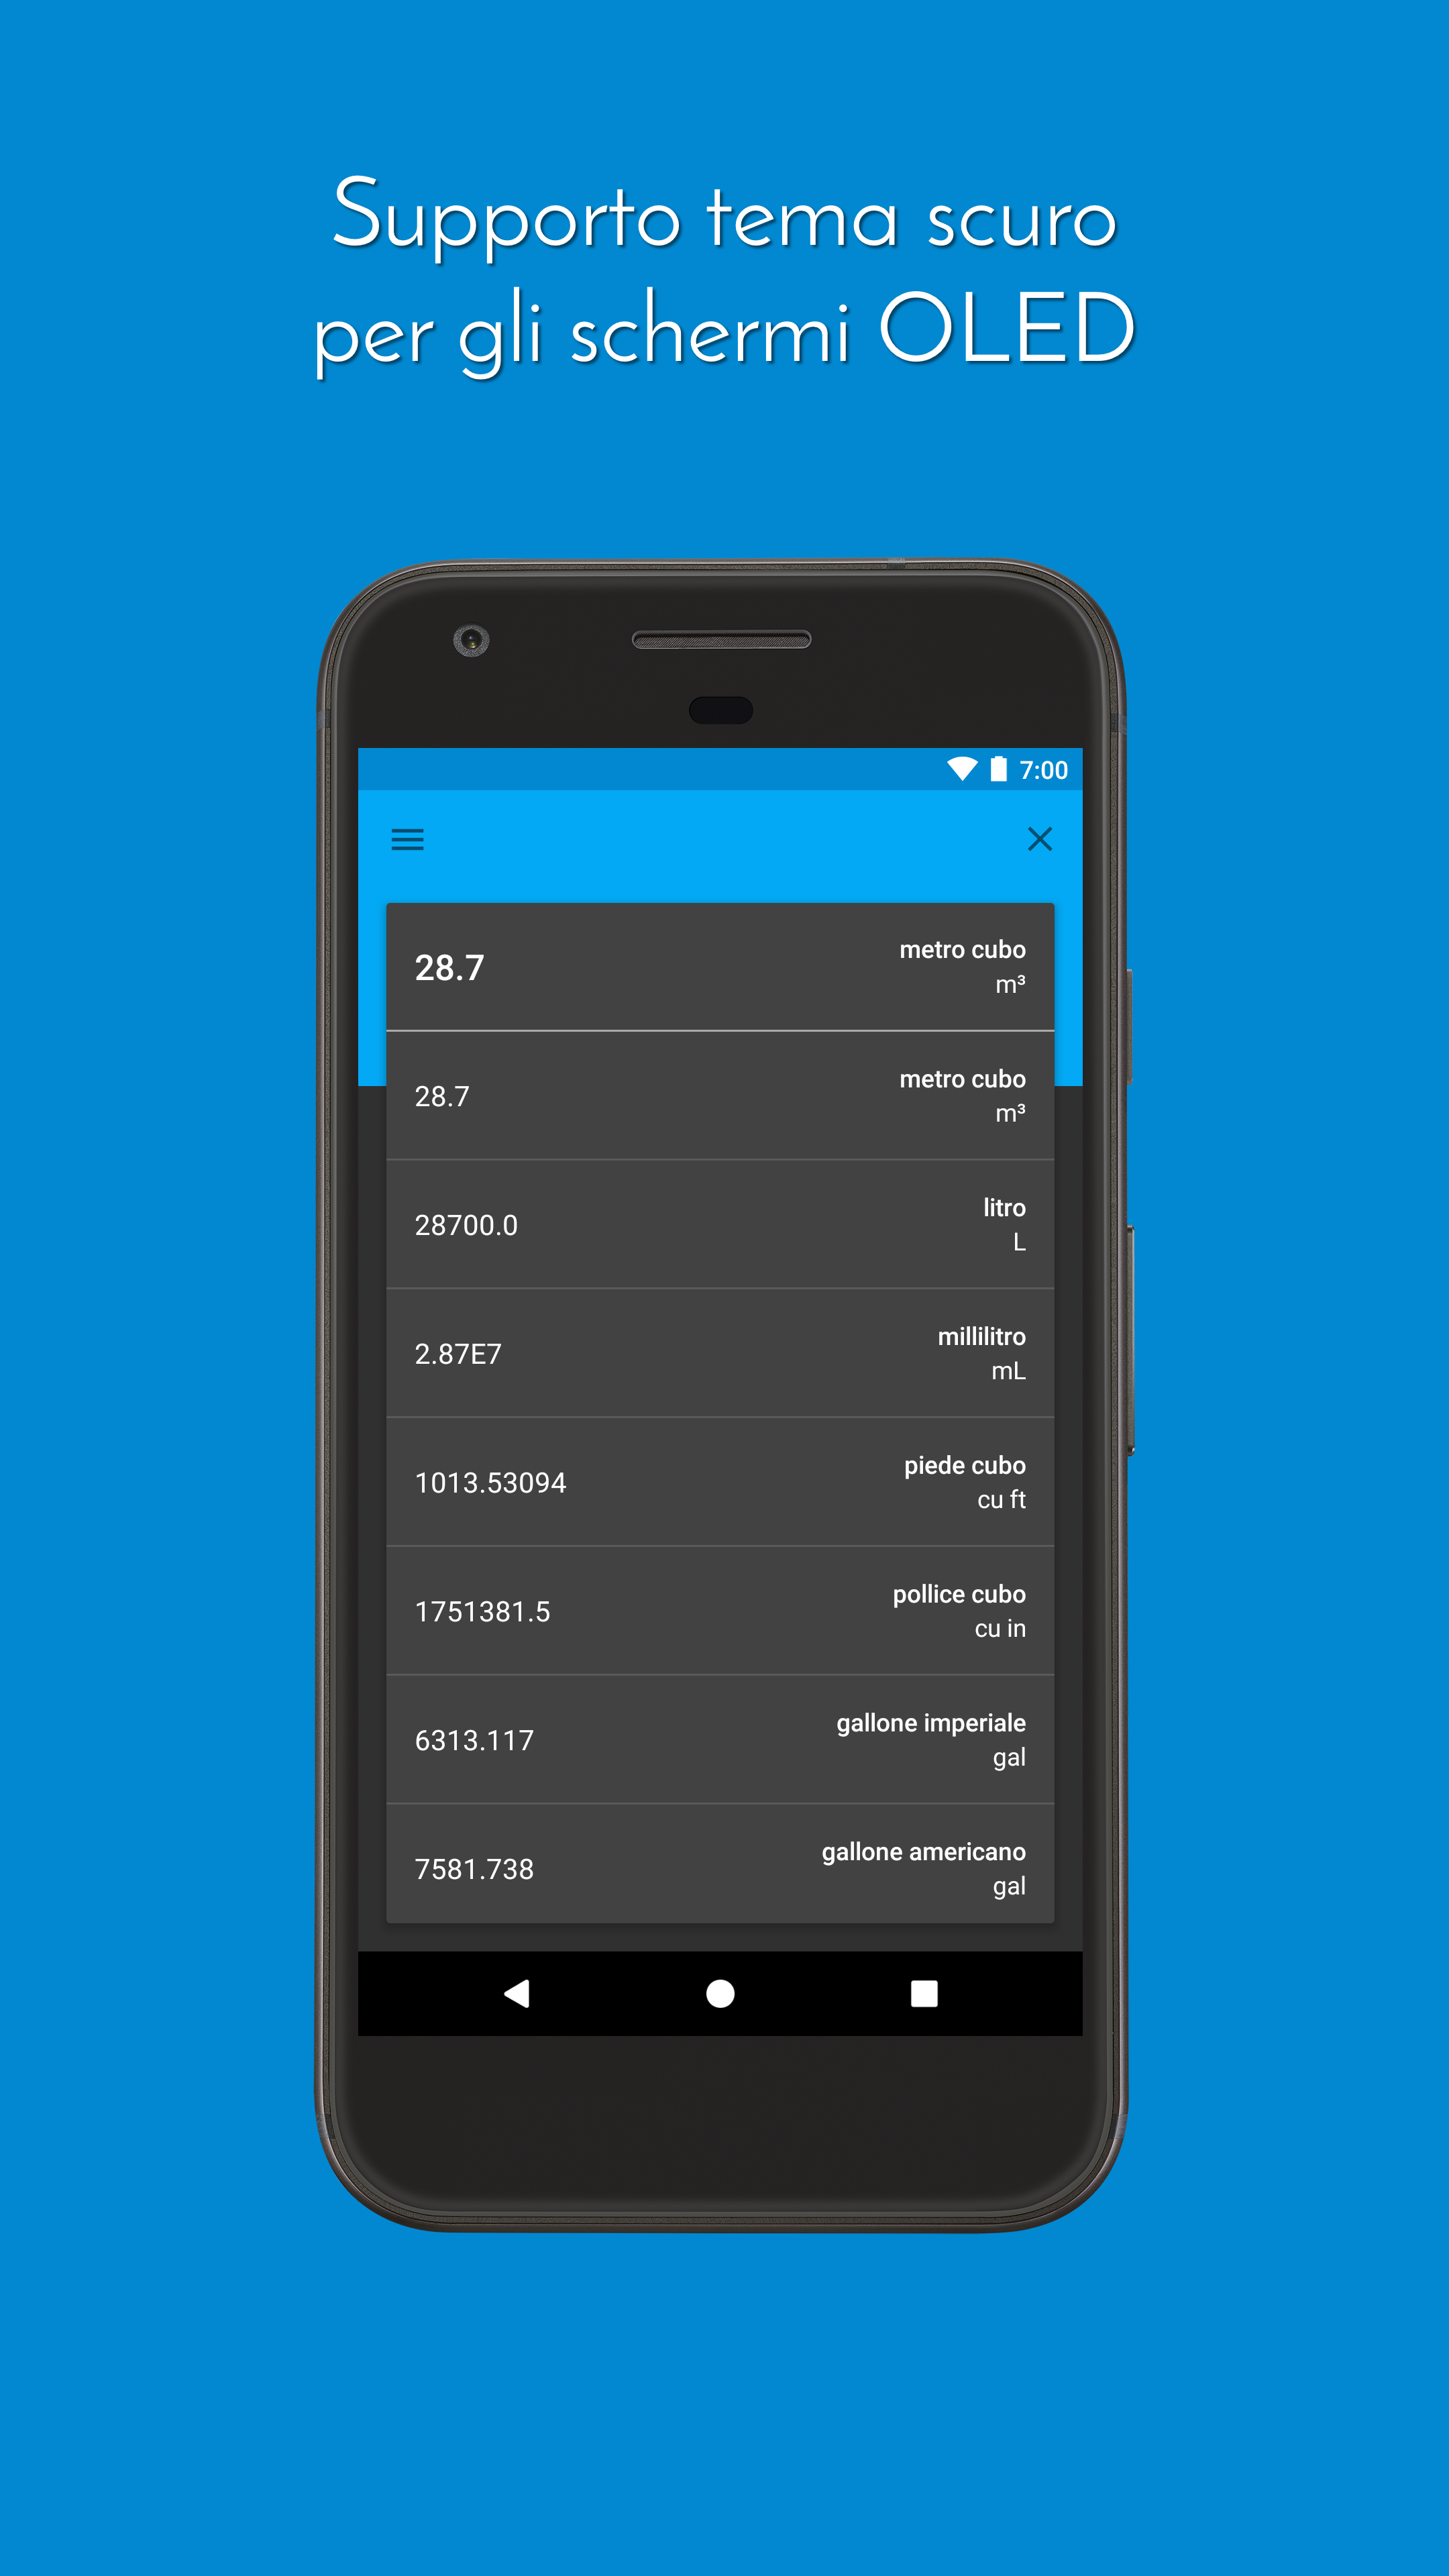 Supporto tema scuro
per gli schermi OLED
7:00
28.7
metro cubo
m³
28.7
metro cubo
m³
28700.0
litro
L
2.87E7
millilitro
mL
1013.53094
piede cubo
cu ft
1751381.5
pollice cubo
cu in
6313.117
gallone imperiale
gal
7581.738
gallone americano
gal